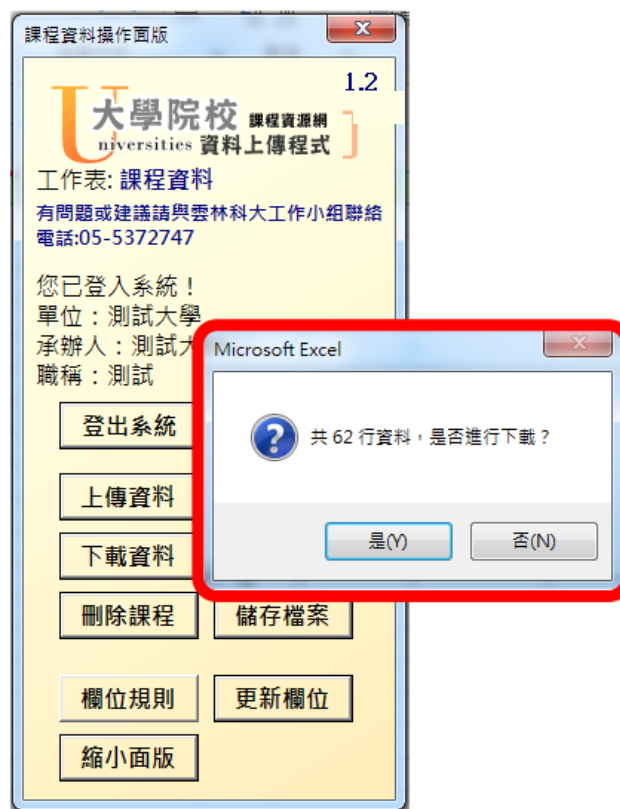 課程資料操作面版
1.2
U大學院校 課程資源網
niversities 資料上傳程式
工作表: 課程資料
有問題或建議請與雲林科大工作小組聯絡
電話:05-5372747
您已登入系統！
單位：測試大學
承辦人：測試大
職稱：測試
Microsoft Excel
共 62 行資料，是否進行下載？
是(Y) 否(N)
登出系統
上傳資料
下載資料
刪除課程 儲存檔案
欄位規則 更新欄位
縮小面版